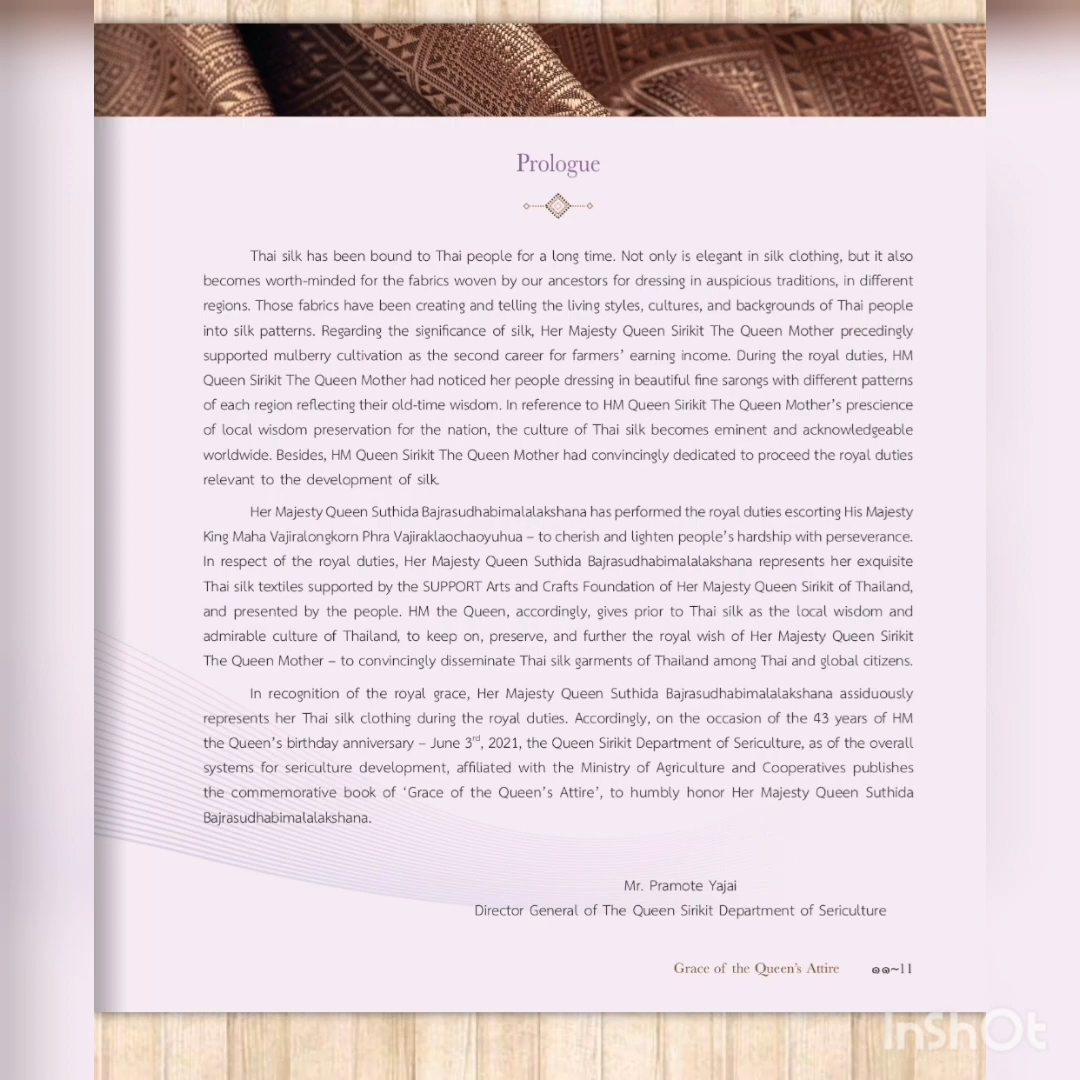 Prologue
Thai silk has been bound to Thai people for a long time. Not only is elegant in silk clothing, but it also
becomes worth-minded for the fabrics woven by our ancestors for dressing in auspicious traditions, in different
regions. Those fabrics have been creating and telling the living styles, cultures, and backgrounds of Thai people
into silk patterns. Regarding the significance of silk, Her Majesty Queen Sirikit The Queen Mother precedingly
supported mulberry cultivation as the second career for farmers’ earning income. During the royal duties, HM
Queen Sirikit The Queen Mother had noticed her people dressing in beautiful fine sarongs with different patterns
of each region reflecting their old-time wisdom. In reference to HM Queen Sirikit The Queen Mother’s prescience
of local wisdom preservation for the nation, the culture of Thai silk becomes eminent and acknowledgeable
worldwide. Besides, HM Queen Sirikit The Queen Mother had convincingly dedicated to proceed the royal duties
relevant to the development of silk.
Her Majesty Queen Suthida Bajrasudhabimalalakshana has performed the royal duties escorting His Majesty
King Maha Vajiralongkorn Phra Vajiraklaochaoyuhua – to cherish and lighten people’s hardship with perseverance.
In respect of the royal duties, Her Majesty Queen Suthida Bajrasudhabimalalakshana represents her exquisite
Thai silk textiles supported by the SUPPORT Arts and Crafts Foundation of Her Majesty Queen Sirikit of Thailand,
and presented by the people. HM the Queen, accordingly, gives prior to Thai silk as the local wisdom and
admirable culture of Thailand, to keep on, preserve, and further the royal wish of Her Majesty Queen Sirikit
The Queen Mother – to convincingly disseminate Thai silk garments of Thailand among Thai and global citizens.
In recognition of the royal grace, Her Majesty Queen Suthida Bajrasudhabimalalakshana assiduously
represents her Thai silk clothing during the royal duties. Accordingly, on the occasion of the 43 years of HM
the Queen’s birthday anniversary – June 3rd, 2021, the Queen Sirikit Department of Sericulture, as of the overall
systems for sericulture development, affiliated with the Ministry of Agriculture and Cooperatives publishes
the commemorative book of ‘Grace of the Queen’s Attire’, to humbly honor Her Majesty Queen Suthida
Bajrasudhabimalalakshana.
Mr. Pramote Yajai
Director General of The Queen Sirikit Department of Sericulture
Grace of the Queen’s Attire ๑๑~11
InShOt